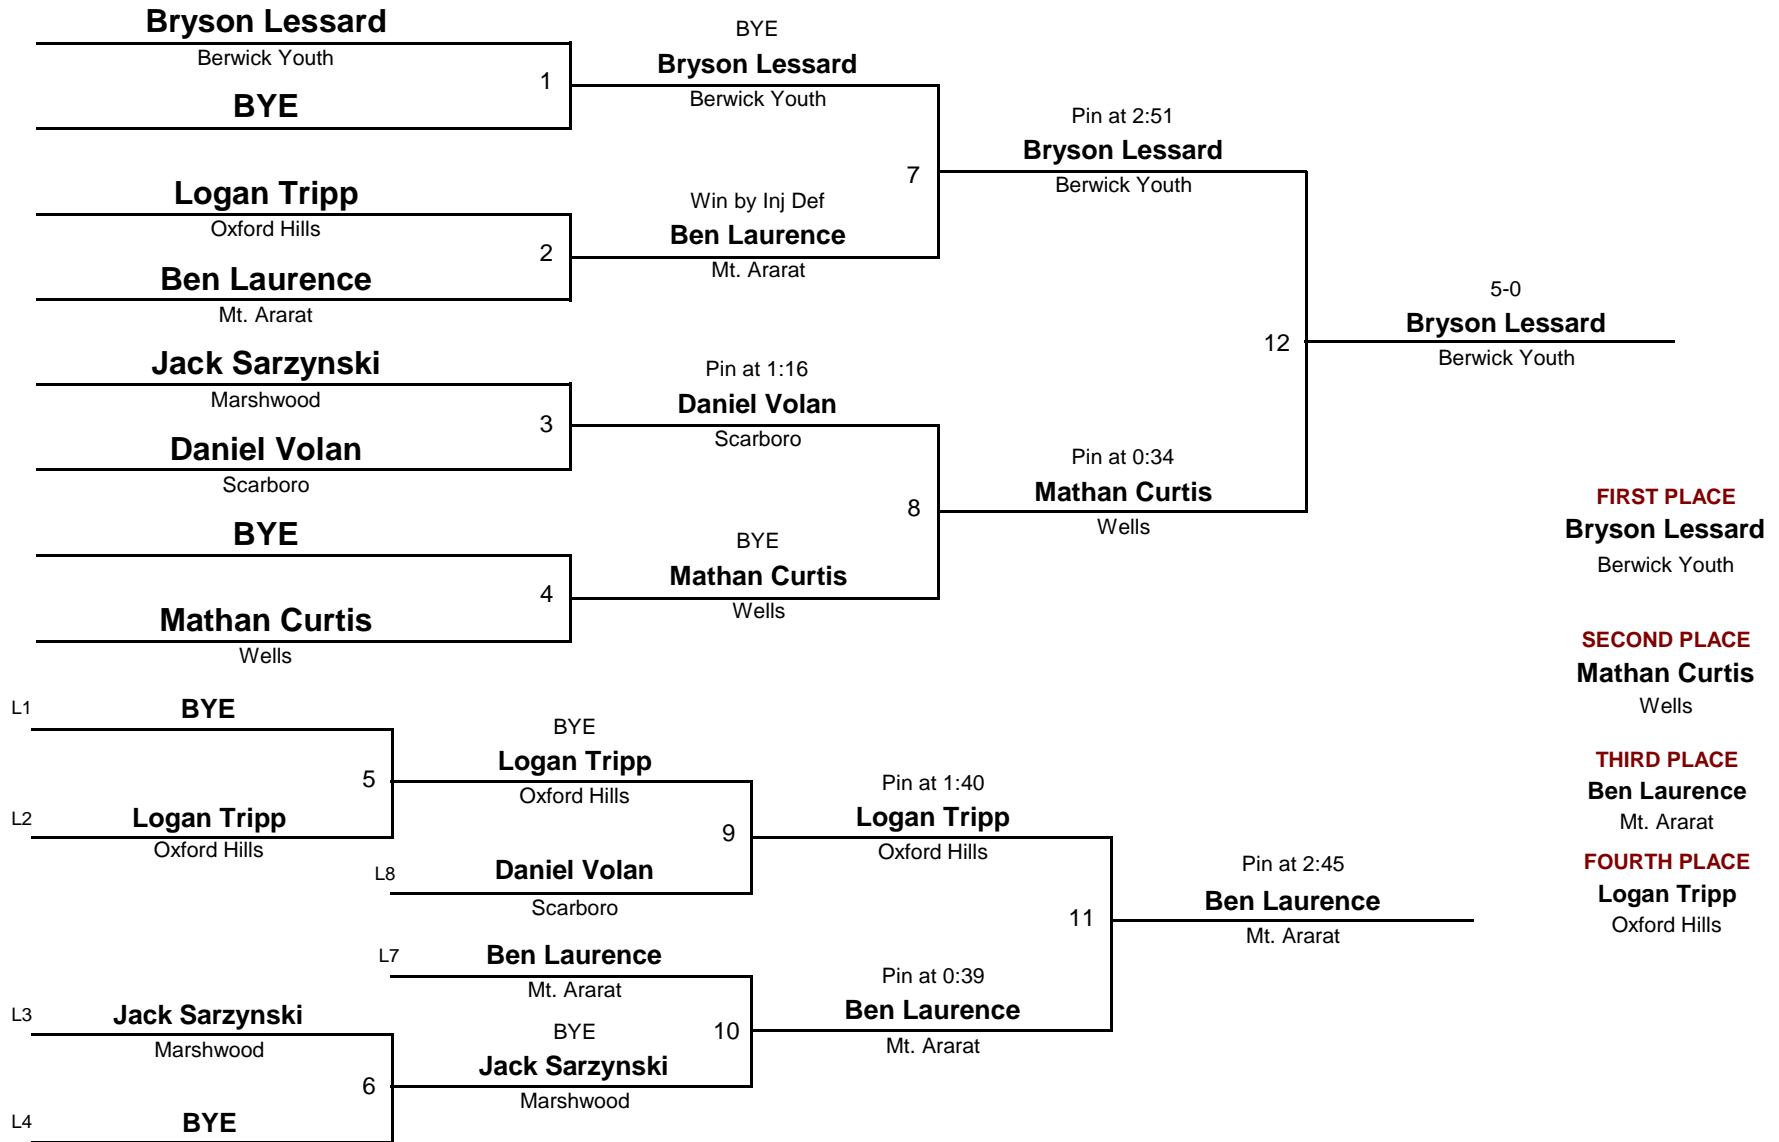 Bryson Lessard
Berwick Youth
1
BYE
BYE
Bryson Lessard
Berwick Youth
Logan Tripp
Oxford Hills
2
Ben Laurence
Mt. Ararat
7
Win by Inj Def
Ben Laurence
Mt. Ararat
Pin at 2:51
Bryson Lessard
Berwick Youth
Jack Sarzynski
Marshwood
3
Daniel Volan
Scarboro
Pin at 1:16
Daniel Volan
Scarboro
BYE
4
Mathan Curtis
Wells
8
BYE
Mathan Curtis
Wells
Pin at 0:34
Mathan Curtis
Wells
12
5-0
Bryson Lessard
Berwick Youth
FIRST PLACE
Bryson Lessard
Berwick Youth
SECOND PLACE
Mathan Curtis
Wells
THIRD PLACE
Ben Laurence
Mt. Ararat
FOURTH PLACE
Logan Tripp
Oxford Hills
L1
BYE
5
L2
Logan Tripp
Oxford Hills
BYE
Logan Tripp
Oxford Hills
9
L8
Daniel Volan
Scarboro
Pin at 1:40
Logan Tripp
Oxford Hills
L7
Ben Laurence
Mt. Ararat
10
L3
Jack Sarzynski
Marshwood
6
L4
BYE
BYE
Jack Sarzynski
Marshwood
Pin at 0:39
Ben Laurence
Mt. Ararat
11
Pin at 2:45
Ben Laurence
Mt. Ararat